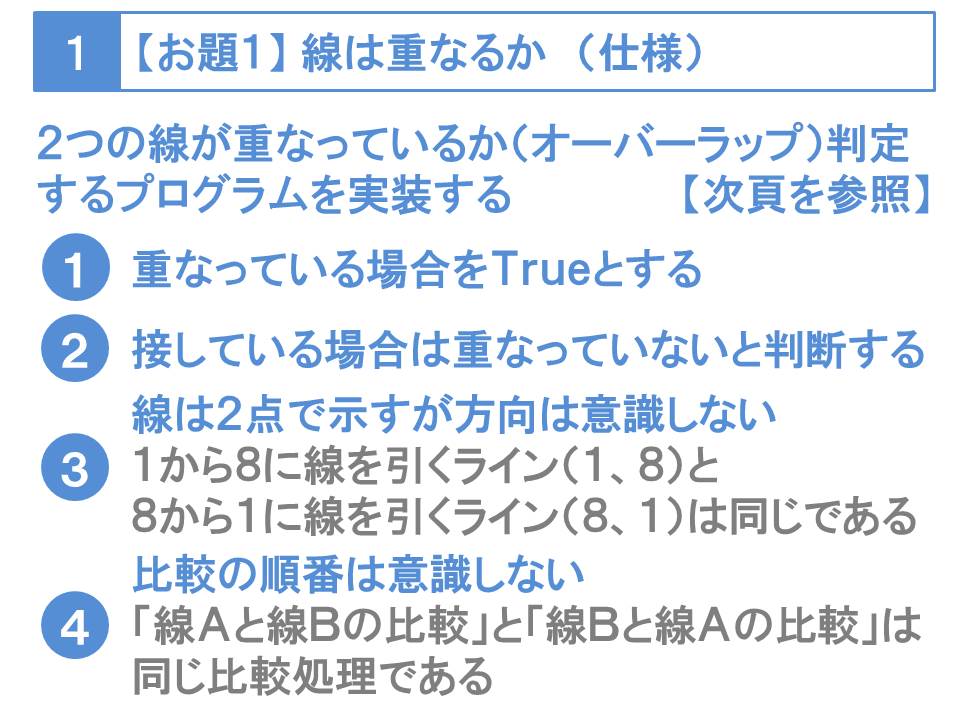 1 【お題1】 線は重なるか （仕様）
2つの線が重なっているか（オーバーラップ）判定
するプログラムを実装する 【次頁を参照】
1 重なっている場合をTrueとする
2 接している場合は重なっていないと判断する
線は2点で示すが方向は意識しない
3 1から8に線を引くライン（1、8）と
8から1に線を引くライン（8、1）は同じである
比較の順番は意識しない
4 「線Aと線Bの比較」と「線Bと線Aの比較」は
同じ比較処理である